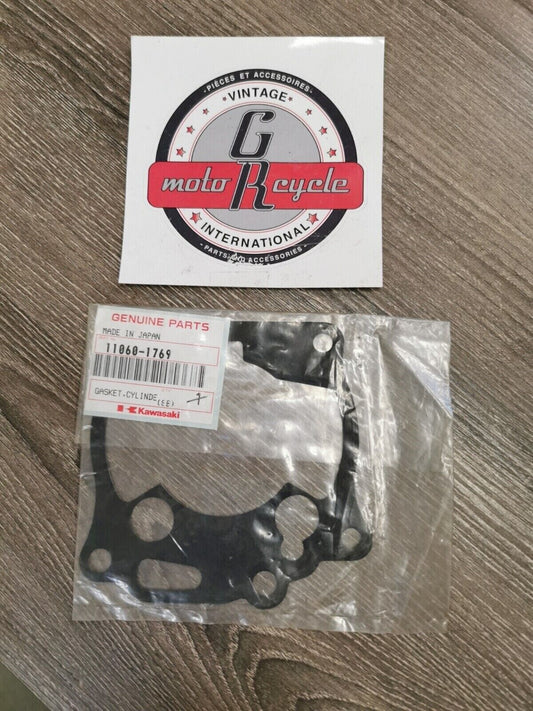 -PIÈCES ET ACCESSOIRES-
VINTAGE
G
moto R cycle
INTERNATIONAL
PARTS AND ACCESSORIES -
GENUINE PARTS
MADE IN JAPAN
11060-1769
GASKET,CYLINDE
(EE)
Kawasaki